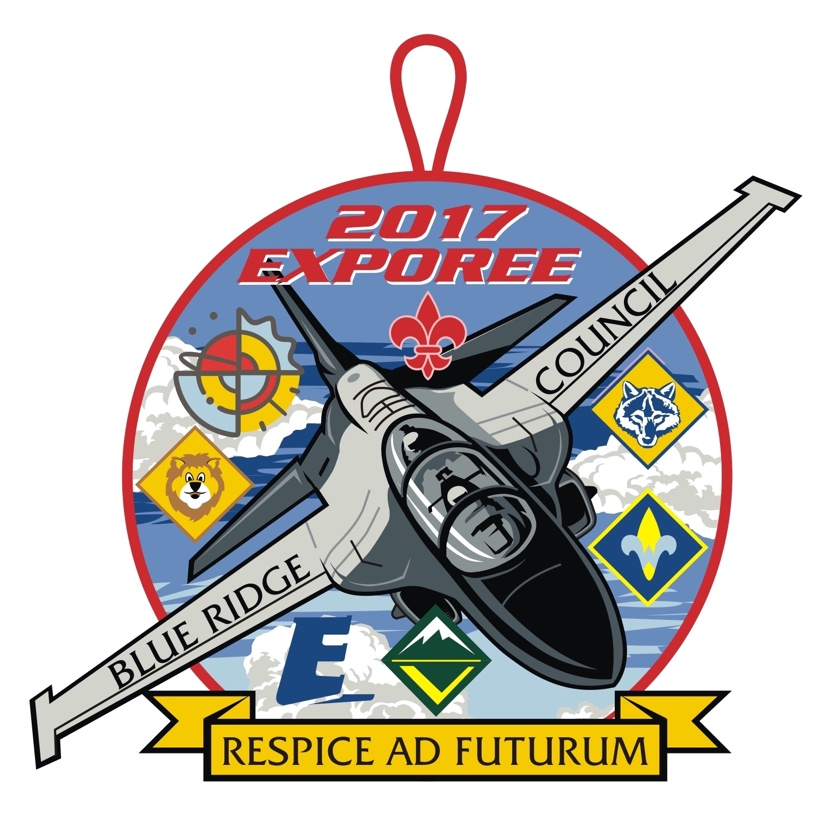 2017
EXPOREE
COUNCIL
BLUE RIDGE
E
RESPICE AD FUTURUM